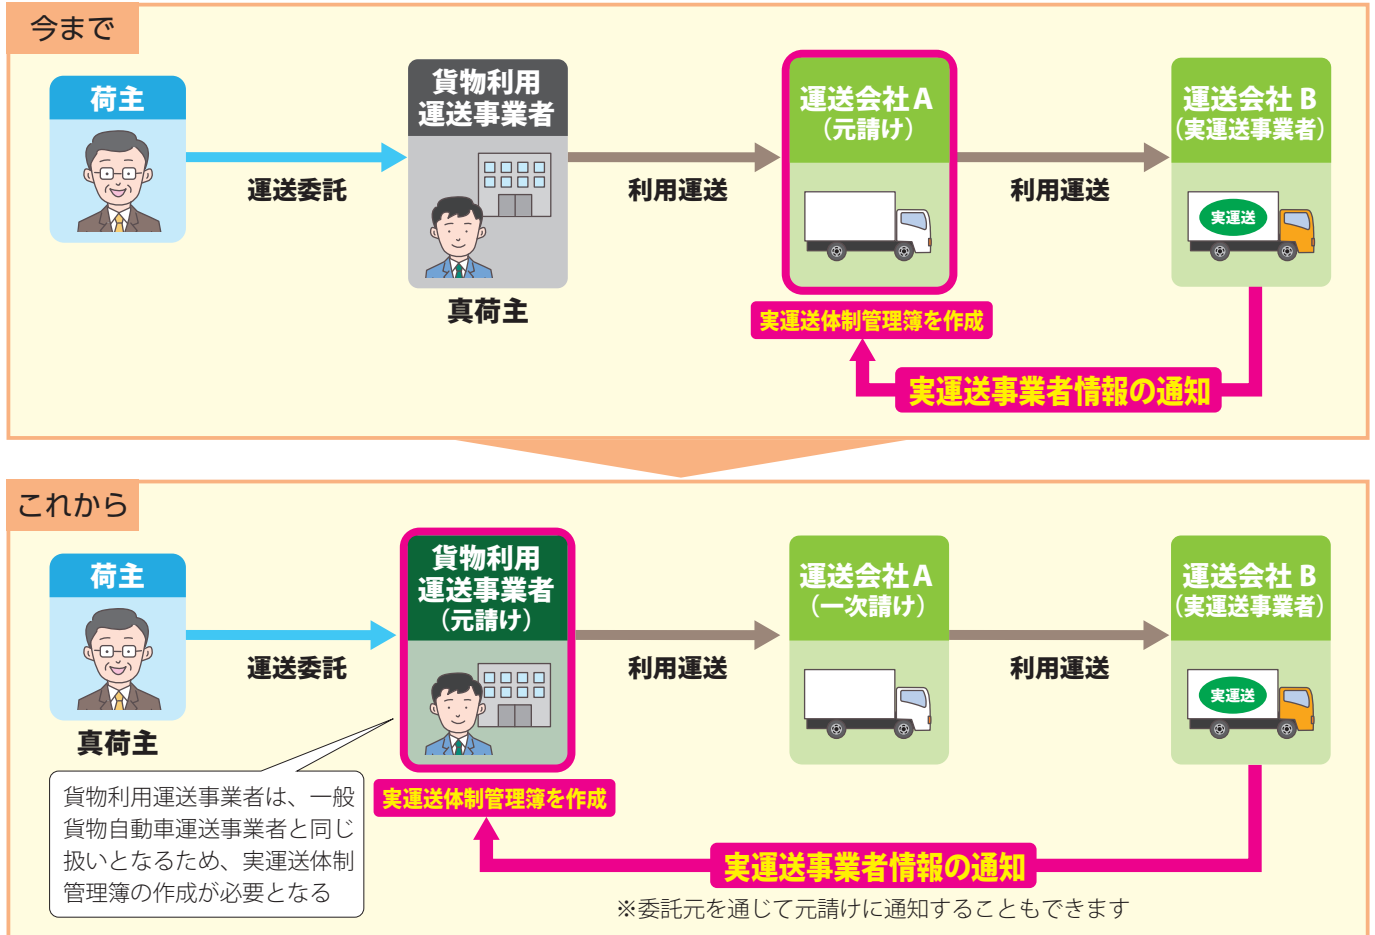 今まで
荷主
貨物利用
運送事業者
運送会社A
（元請け）
運送会社 B
（実運送事業者）
運送委託
利用運送
利用運送
実運送
真荷主
実運送体制管理簿を作成
実運送事業者情報の通知
これから
荷主
貨物利用
運送事業者
（元請け）
運送会社A
（一次請け）
運送会社 B
（実運送事業者）
運送委託
利用運送
利用運送
実運送
真荷主
貨物利用運送事業者は、一般
貨物自動車運送事業者と同じ
扱いとなるため、実運送体制
管理簿の作成が必要となる
実運送体制管理簿を作成
実運送事業者情報の通知
※委託元を通じて元請けに通知することもできます